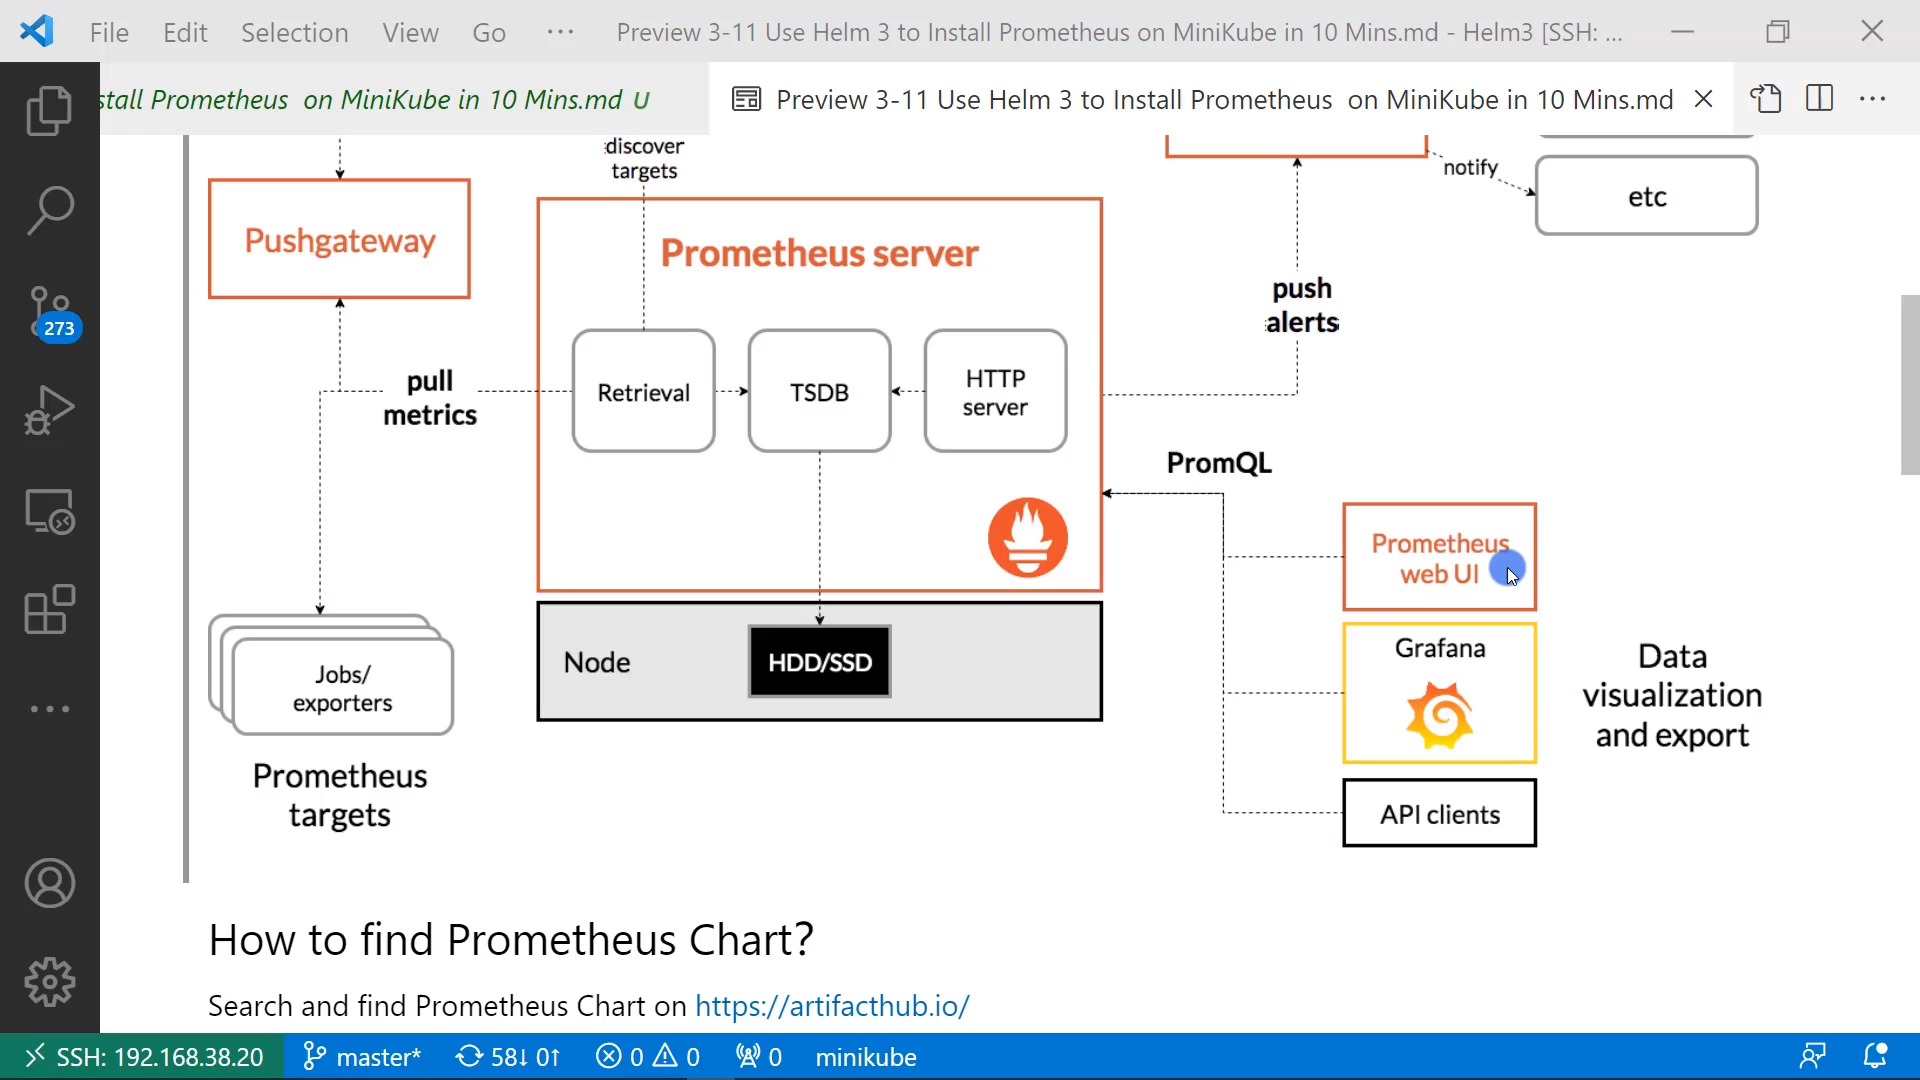 File Edit Selection View Go ··· Preview 3-11 Use Helm 3 to Install Prometheus on MiniKube in 10 Mins.md - Helm3 [SSH: ...
stall Prometheus on MiniKube in 10 Mins.md U
Preview 3-11 Use Helm 3 to Install Prometheus on MiniKube in 10 Mins.md
discover
targets
notify
etc
Pushgateway
Prometheus server
push
alerts
pull
metrics
Retrieval
TSDB
HTTP
server
PromQL
Prometheus
web UI
Node
HDD/SSD
Grafana
Jobs/
exporters
Data
visualization
and export
Prometheus
targets
API clients
273
How to find Prometheus Chart?
Search and find Prometheus Chart on https://artifacthub.io/
SSH: 192.168.38.20 master* 58↓ 0↑ 0 0 0 minikube